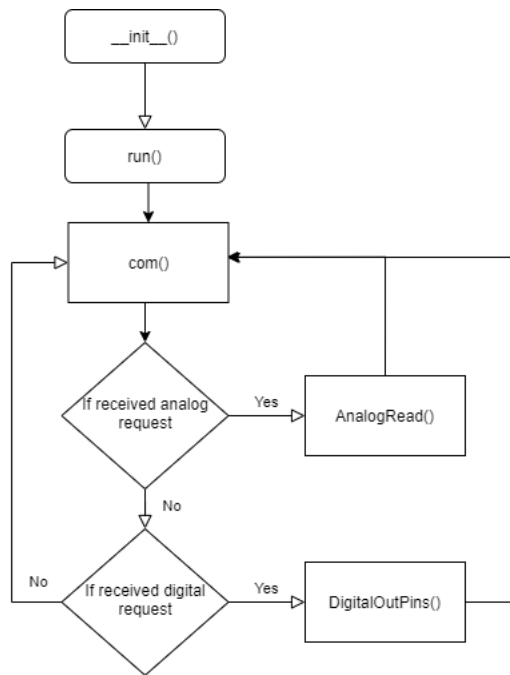 __init__()
run()
com()
If received analog
request
Yes
AnalogRead()
No
If received digital
request
No
Yes
DigitalOutPins()